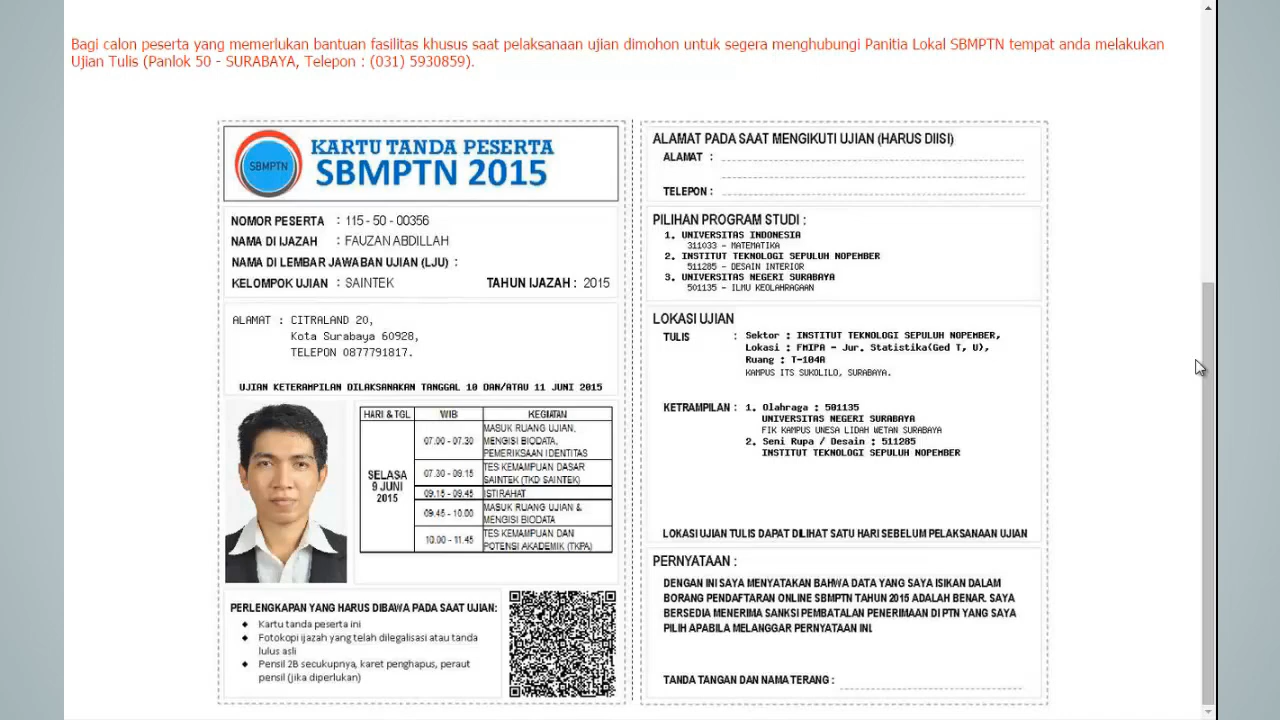 Bagi calon peserta yang memerlukan bantuan fasilitas khusus saat pelaksanaan ujian dimohon untuk segera menghubungi Panitia Lokal SBMPTN tempat anda melakukan
Ujian Tulis (Panlok 50 - SURABAYA, Telepon : (031) 5930859).
SBMPTN
KARTU TANDA PESERTA
SBMPTN 2015
NOMOR PESERTA : 115 - 50 - 00356
NAMA DI IJAZAH : FAUZAN ABDILLAH
NAMA DI LEMBAR JAWABAN UJIAN (LJU) :
KELOMPOK UJIAN : SAINTEK TAHUN IJAZAH : 2015
ALAMAT : CITRALAND 20,
Kota Surabaya 60928,
TELEPON 0877791817.
UJIAN KETERAMPILAN DILAKSANAKAN TANGGAL 10 DAN/ATAU 11 JUNI 2015
HARI & TGL WIB KEGIATAN
SELASA
9 JUNI
2015
07.00 - 07.30 MASUK RUANG UJIAN,
MENGISI BIODATA,
PEMERIKSAAN IDENTITAS
07.30 - 09.15 TES KEMAMPUAN DASAR
SAINTEK (TKD SAINTEK)
09.15 - 09.45 ISTIRAHAT
09.45 - 10.00 MASUK RUANG UJIAN &
MENGISI BIODATA
10.00 - 11.45 TES KEMAMPUAN DAN
POTENSI AKADEMIK (TKPA)
PERLENGKAPAN YANG HARUS DIBAWA PADA SAAT UJIAN:
◆ Kartu tanda peserta ini
◆ Fotokopi ijazah yang telah dilegalisasi atau tanda
lulus asli
◆ Pensil 2B secukupnya, karet penghapus, peraut
pensil (jika diperlukan)
ALAMAT PADA SAAT MENGIKUTI UJIAN (HARUS DIISI)
ALAMAT :
TELEPON :
PILIHAN PROGRAM STUDI :
1. UNIVERSITAS INDONESIA
311033 - MATEMATIKA
2. INSTITUT TEKNOLOGI SEPULUH NOPEMBER
511285 - DESAIN INTERIOR
3. UNIVERSITAS NEGERI SURABAYA
501135 - ILMU KEOLAHRAGAAN
LOKASI UJIAN
TULIS : Sektor : INSTITUT TEKNOLOGI SEPULUH NOPEMBER,
Lokasi : FMIPA - Jur. Statistika(Ged T, U),
Ruang : T-104A
KAMPUS ITS SUKOLILO, SURABAYA.
KETRAMPILAN : 1. Olahraga : 501135
UNIVERSITAS NEGERI SURABAYA
FIK KAMPUS UNESA LIDAH WETAN SURABAYA
2. Seni Rupa / Desain : 511285
INSTITUT TEKNOLOGI SEPULUH NOPEMBER
LOKASI UJIAN TULIS DAPAT DILIHAT SATU HARI SEBELUM PELAKSANAAN UJIAN
PERNYATAAN :
DENGAN INI SAYA MENYATAKAN BAHWA DATA YANG SAYA ISIKAN DALAM
BORANG PENDAFTARAN ONLINE SBMPTN TAHUN 2015 ADALAH BENAR. SAYA
BERSEDIA MENERIMA SANKSI PEMBATALAN PENERIMAAN DI PTN YANG SAYA
PILIH APABILA MELANGGAR PERNYATAAN INI.
TANDA TANGAN DAN NAMA TERANG :